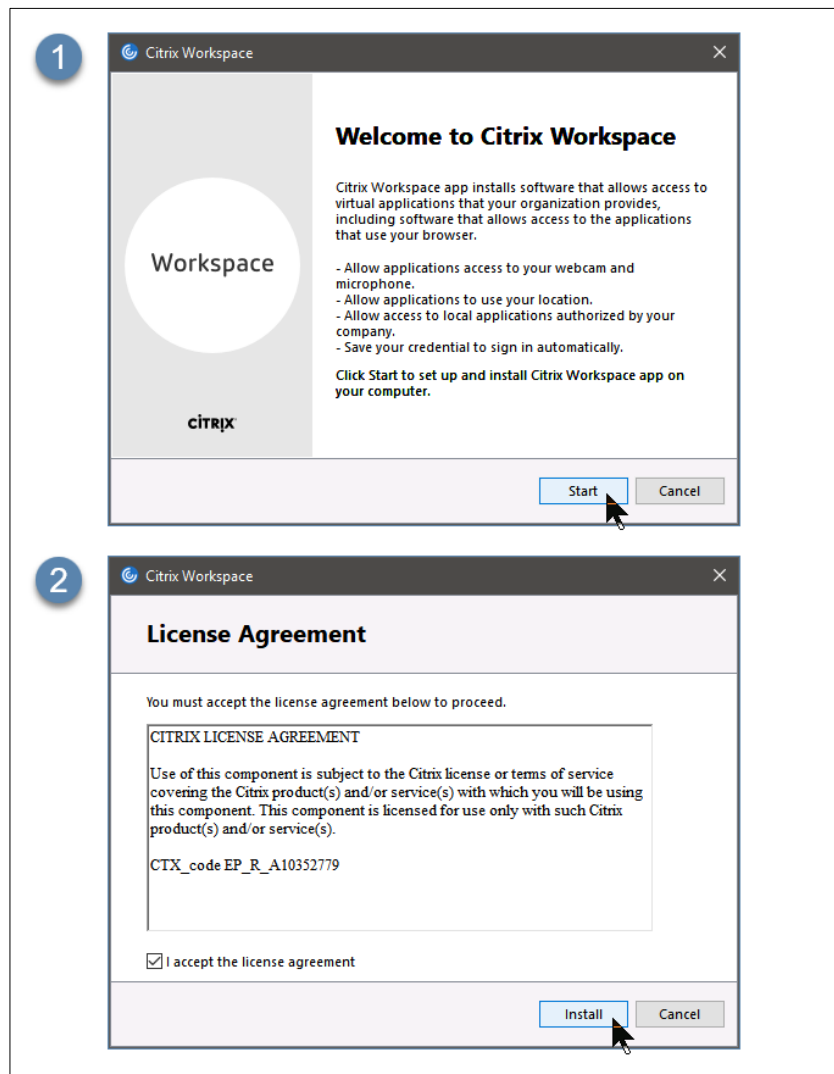 1
Citrix Workspace
Welcome to Citrix Workspace
Citrix Workspace app installs software that allows access to
virtual applications that your organization provides,
including software that allows access to the applications
that use your browser.
- Allow applications access to your webcam and
microphone.
- Allow applications to use your location.
- Allow access to local applications authorized by your
company.
- Save your credential to sign in automatically.
Click Start to set up and install Citrix Workspace app on
your computer.
Workspace
CİTRİX
Start Cancel
2
Citrix Workspace
License Agreement
You must accept the license agreement below to proceed.
CITRIX LICENSE AGREEMENT
Use of this component is subject to the Citrix license or terms of service
covering the Citrix product(s) and/or service(s) with which you will be using
this component. This component is licensed for use only with such Citrix
product(s) and/or service(s).
CTX_code EP_R_A10352779
I accept the license agreement
Install Cancel